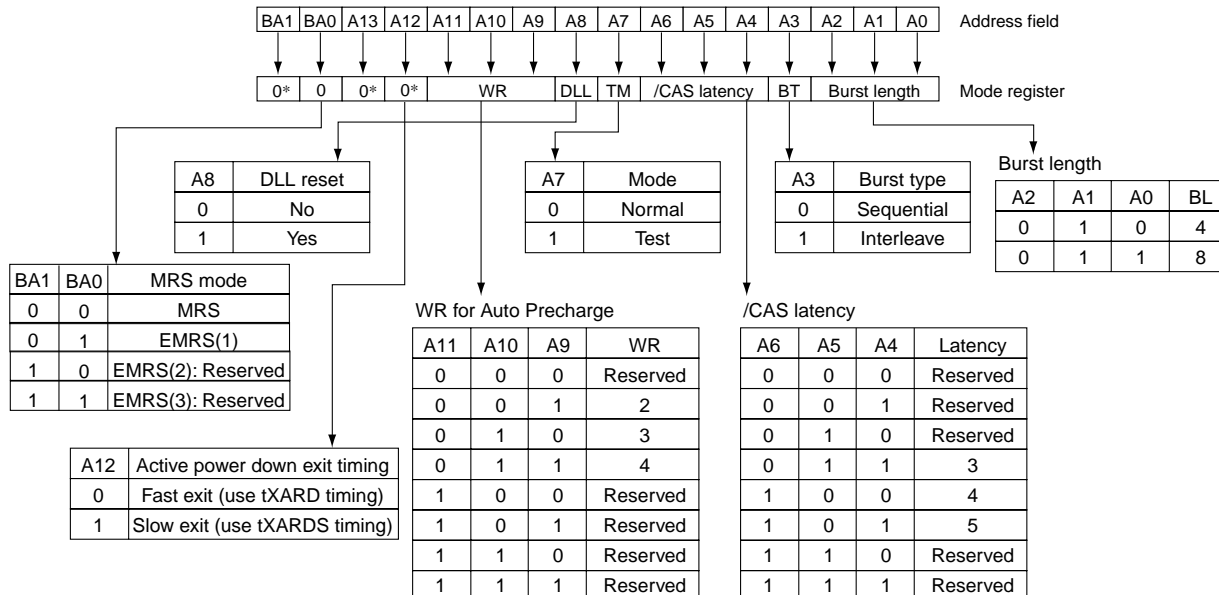 BA1 BA0 A13 A12 A11 A10 A9 A8 A7 A6 A5 A4 A3 A2 A1 A0 Address field
0* 0 0* 0* WR DLL TM /CAS latency BT Burst length Mode register
A8 DLL reset
0 No
1 Yes
A7 Mode
0 Normal
1 Test
A3 Burst type
0 Sequential
1 Interleave
Burst length
A2 A1 A0 BL
0 1 0 4
0 1 1 8
BA1 BA0 MRS mode
0 0 MRS
0 1 EMRS(1)
1 0 EMRS(2): Reserved
1 1 EMRS(3): Reserved
A12 Active power down exit timing
0 Fast exit (use tXARD timing)
1 Slow exit (use tXARDS timing)
WR for Auto Precharge
A11 A10 A9 WR
0 0 0 Reserved
0 0 1 2
0 1 0 3
0 1 1 4
1 0 0 Reserved
1 0 1 Reserved
1 1 0 Reserved
1 1 1 Reserved
/CAS latency
A6 A5 A4 Latency
0 0 0 Reserved
0 0 1 Reserved
0 1 0 Reserved
0 1 1 3
1 0 0 4
1 0 1 5
1 1 0 Reserved
1 1 1 Reserved